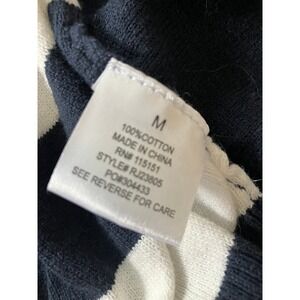 M
100%COTTON
MADE IN CHINA
RN# 115151
STYLE# RJ23805
PO#304433
SEE REVERSE FOR CARE